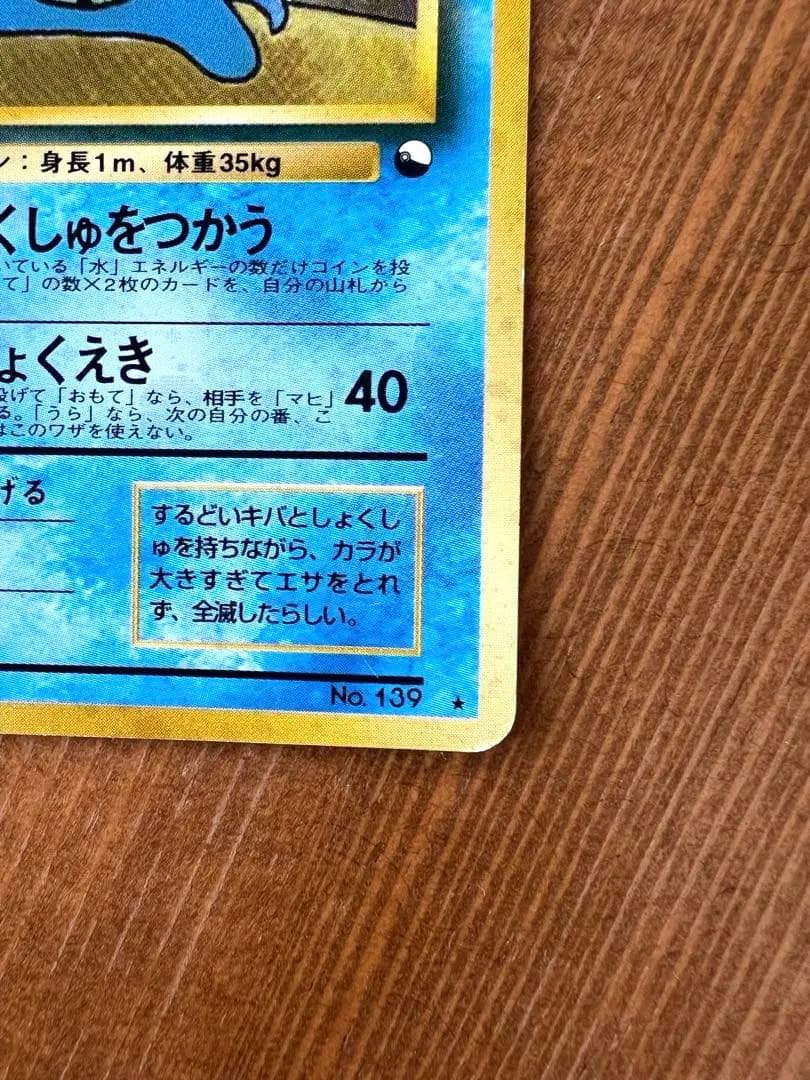 ン：身長1m、体重35kg
くしゅをつかう
いている「水」エネルギーの数だけコインを投
て」の数×2枚のカードを、自分の山札から
ょくえき
投げて「おもて」なら、相手を「マヒ」
る。「うら」なら、次の自分の番、こ
はこのワザを使えない。
40
げる
するどいキバとしょくし
ゅを持ちながら、カラが
大きすぎてエサをとれ
ず、全滅したらしい。
No. 139 ★